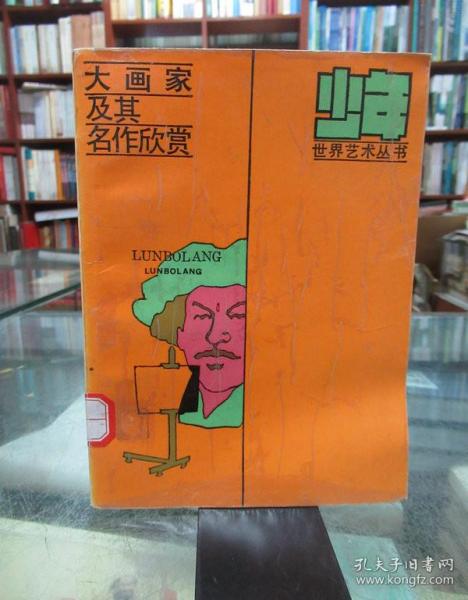 大画家
及其
名作欣赏
少年
世界艺术丛书
LUNBOLANG
LUNBOLANG
孔夫子旧书网
www.kongfz.com